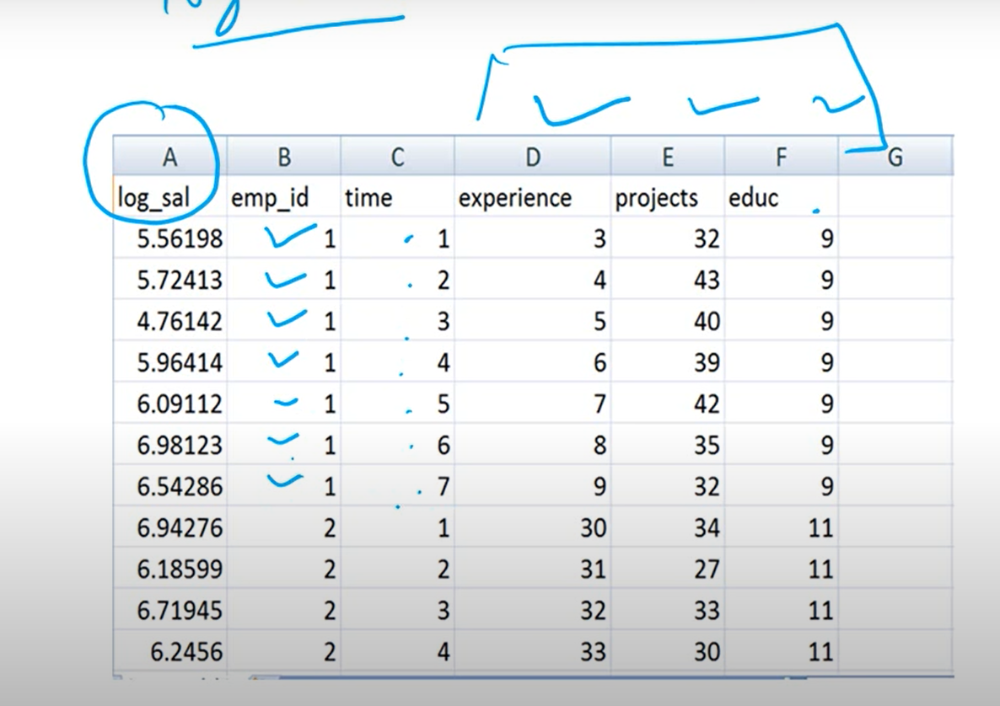 A B C D E F G
log_sal emp_id time experience projects educ
5.56198 1 1 3 32 9
5.72413 1 2 4 43 9
4.76142 1 3 5 40 9
5.96414 1 4 6 39 9
6.09112 1 5 7 42 9
6.98123 1 6 8 35 9
6.54286 1 7 9 32 9
6.94276 2 1 30 34 11
6.18599 2 2 31 27 11
6.71945 2 3 32 33 11
6.2456 2 4 33 30 11